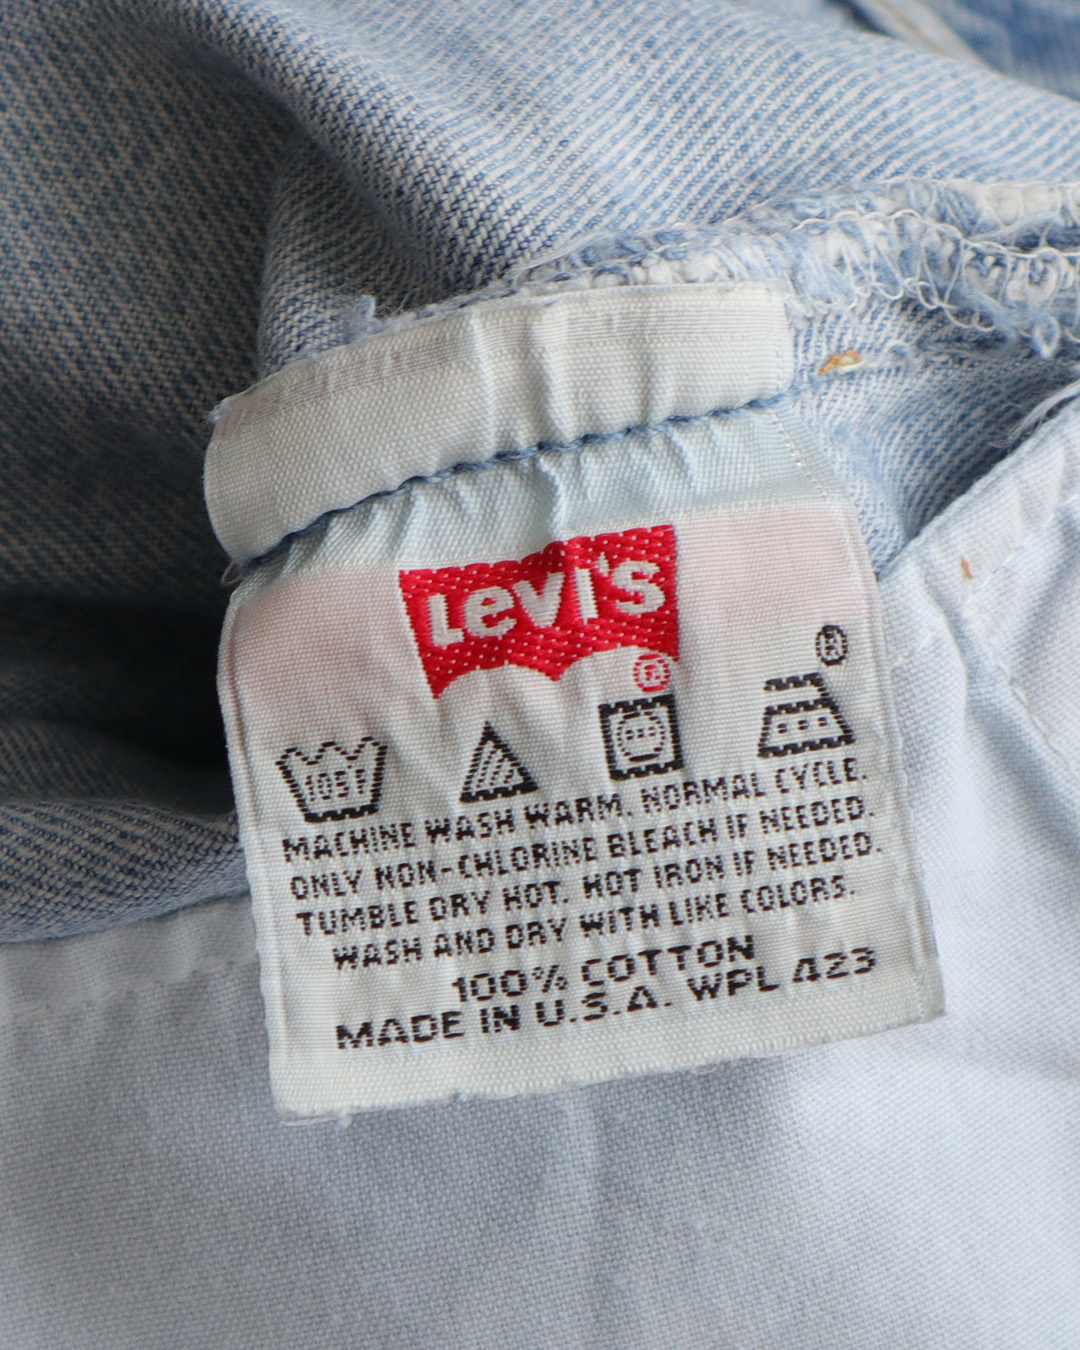 Levi's
®
H
105F
MACHINE WASH WARM. NORMAL CYCLE.
ONLY NON-CHLORINE BLEACH IF NEEDED.
TUMBLE DRY HOT. HOT IRON IF NEEDED.
WASH AND DRY WITH LIKE COLORS.
100% COTTON
MADE IN U.S.A. WPL 423